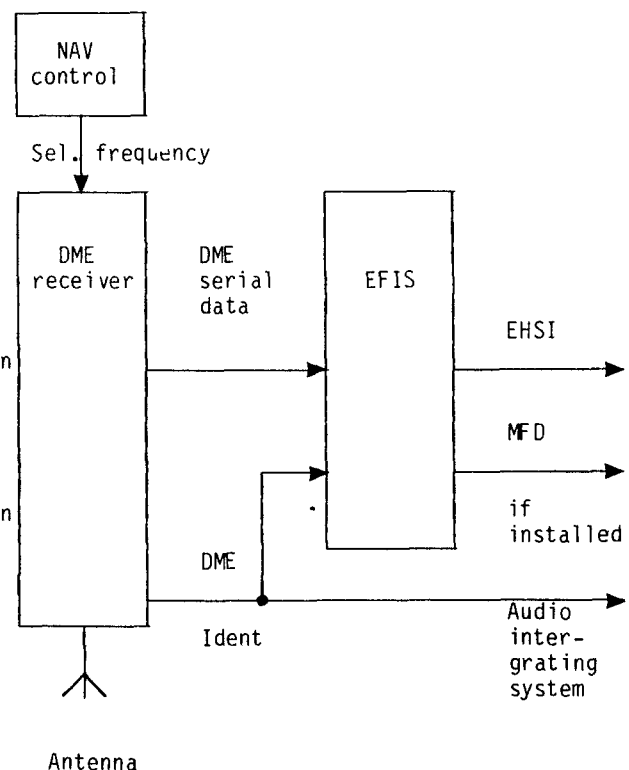 NAV
control
Sel. frequency
DME
receiver
DME
serial
data
EFIS
EHSI
n
MFD
n
if
installed
DME
Ident
Audio
inter-
grating
system
Antenna